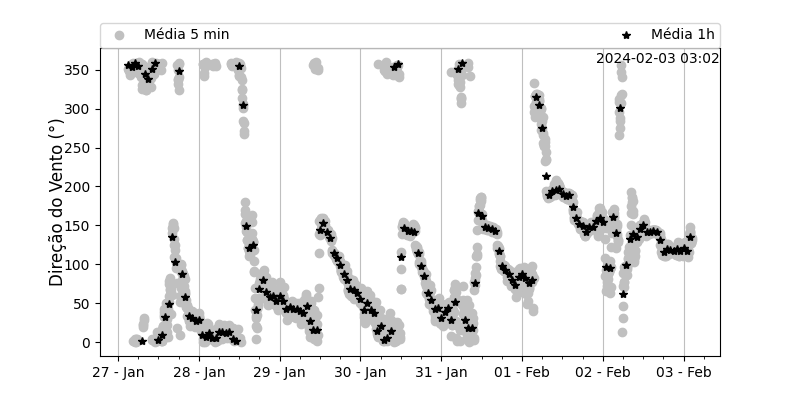 Média 5 min
Média 1h
2024-02-03 03:02
Direção do Vento (°)
350
300
250
200
150
100
50
0
27 - Jan
28 - Jan
29 - Jan
30 - Jan
31 - Jan
01 - Feb
02 - Feb
03 - Feb